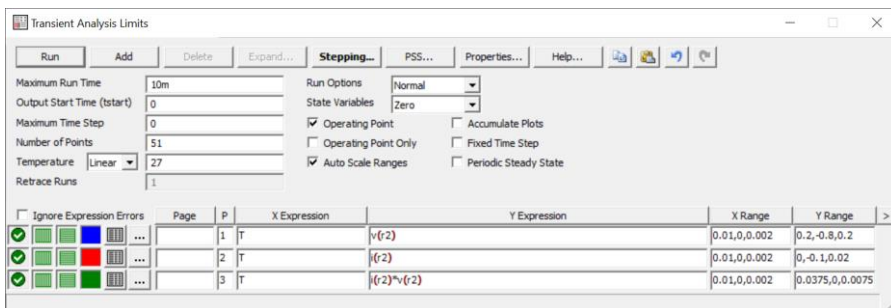 Transient Analysis Limits
Run Add Delete Expand... Stepping... PSS... Properties... Help...
Maximum Run Time 10m Run Options Normal
Output Start Time (tstart) 0 State Variables Zero
Maximum Time Step 0 Operating Point Accumulate Plots
Number of Points 51 Operating Point Only Fixed Time Step
Temperature Linear 27 Auto Scale Ranges Periodic Steady State
Retrace Runs 1
Ignore Expression Errors Page P X Expression Y Expression X Range Y Range >
... 1 T v(r2) 0.01,0,0.002 0.2,-0.8,0.2
... 2 T i(r2) 0.01,0,0.002 0,-0.1,0.02
... 3 T i(r2)*v(r2) 0.01,0,0.002 0.0375,0,0.0075